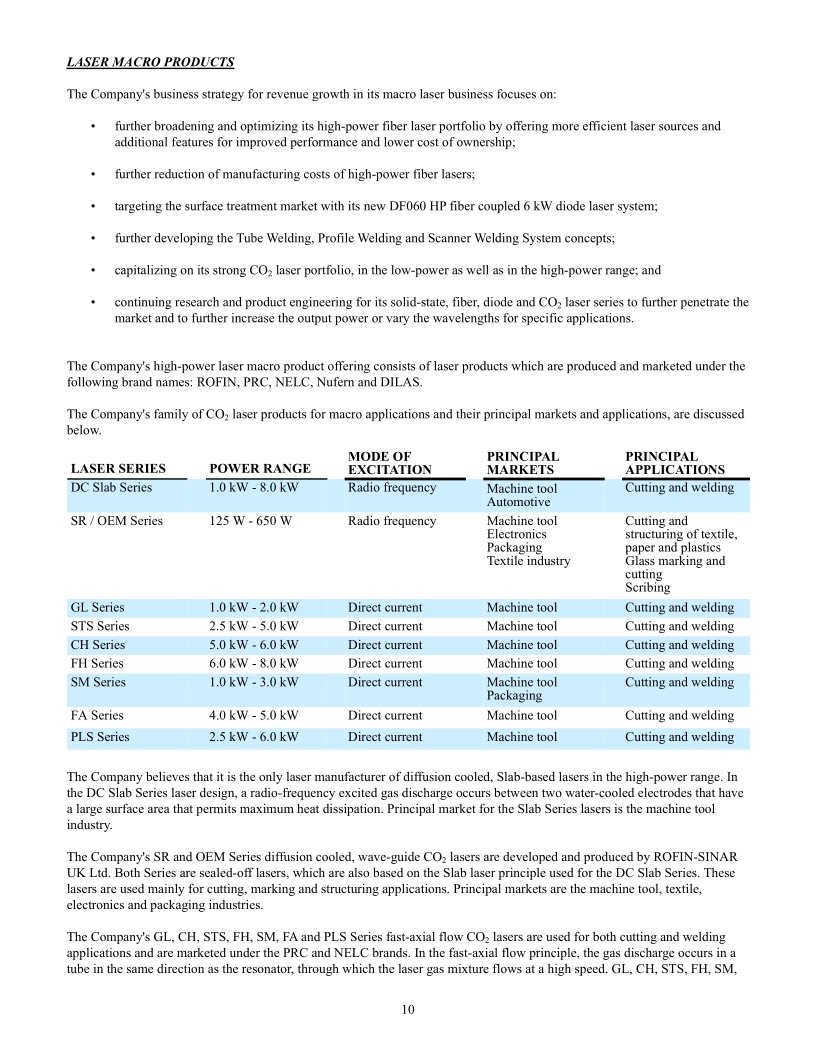 LASER MACRO PRODUCTS
The Company's business strategy for revenue growth in its macro laser business focuses on:
• further broadening and optimizing its high-power fiber laser portfolio by offering more efficient laser sources and
additional features for improved performance and lower cost of ownership;
• further reduction of manufacturing costs of high-power fiber lasers;
• targeting the surface treatment market with its new DF060 HP fiber coupled 6 kW diode laser system;
• further developing the Tube Welding, Profile Welding and Scanner Welding System concepts;
• capitalizing on its strong CO2 laser portfolio, in the low-power as well as in the high-power range; and
• continuing research and product engineering for its solid-state, fiber, diode and CO2 laser series to further penetrate the
market and to further increase the output power or vary the wavelengths for specific applications.
The Company's high-power laser macro product offering consists of laser products which are produced and marketed under the
following brand names: ROFIN, PRC, NELC, Nufern and DILAS.
The Company's family of CO2 laser products for macro applications and their principal markets and applications, are discussed
below.
LASER SERIES POWER RANGE MODE OF EXCITATION PRINCIPAL MARKETS PRINCIPAL APPLICATIONS
DC Slab Series 1.0 kW - 8.0 kW Radio frequency Machine tool Cutting and welding
Automotive
SR / OEM Series 125 W - 650 W Radio frequency Machine tool Cutting and
Electronics structuring of textile,
Packaging paper and plastics
Textile industry Glass marking and
cutting
Scribing
GL Series 1.0 kW - 2.0 kW Direct current Machine tool Cutting and welding
STS Series 2.5 kW - 5.0 kW Direct current Machine tool Cutting and welding
CH Series 5.0 kW - 6.0 kW Direct current Machine tool Cutting and welding
FH Series 6.0 kW - 8.0 kW Direct current Machine tool Cutting and welding
SM Series 1.0 kW - 3.0 kW Direct current Machine tool Cutting and welding
Packaging
FA Series 4.0 kW - 5.0 kW Direct current Machine tool Cutting and welding
PLS Series 2.5 kW - 6.0 kW Direct current Machine tool Cutting and welding
The Company believes that it is the only laser manufacturer of diffusion cooled, Slab-based lasers in the high-power range. In
the DC Slab Series laser design, a radio-frequency excited gas discharge occurs between two water-cooled electrodes that have
a large surface area that permits maximum heat dissipation. Principal market for the Slab Series lasers is the machine tool
industry.
The Company's SR and OEM Series diffusion cooled, wave-guide CO2 lasers are developed and produced by ROFIN-SINAR
UK Ltd. Both Series are sealed-off lasers, which are also based on the Slab laser principle used for the DC Slab Series. These
lasers are used mainly for cutting, marking and structuring applications. Principal markets are the machine tool, textile,
electronics and packaging industries.
The Company's GL, CH, STS, FH, SM, FA and PLS Series fast-axial flow CO2 lasers are used for both cutting and welding
applications and are marketed under the PRC and NELC brands. In the fast-axial flow principle, the gas discharge occurs in a
tube in the same direction as the resonator, through which the laser gas mixture flows at a high speed. GL, CH, STS, FH, SM,
10